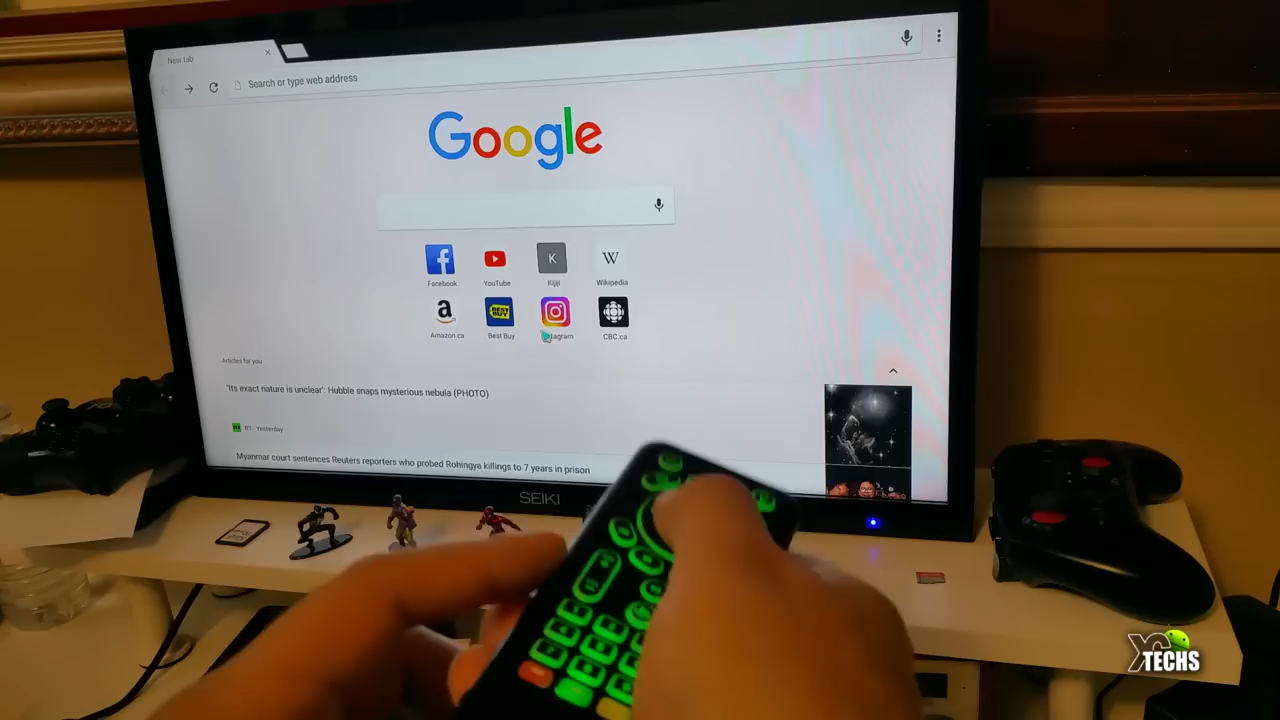 New tab
Search or type web address
Google
K
W
Facebook
YouTube
Kijiji
Wikipedia
a
BEST BUY
Amazon.ca
Best Buy
Instagram
CBC.ca
Articles for you
'Its exact nature is unclear': Hubble snaps mysterious nebula (PHOTO)
RT - Yesterday
Myanmar court sentences Reuters reporters who probed Rohingya killings to 7 years in prison
SEIKI
TECHS